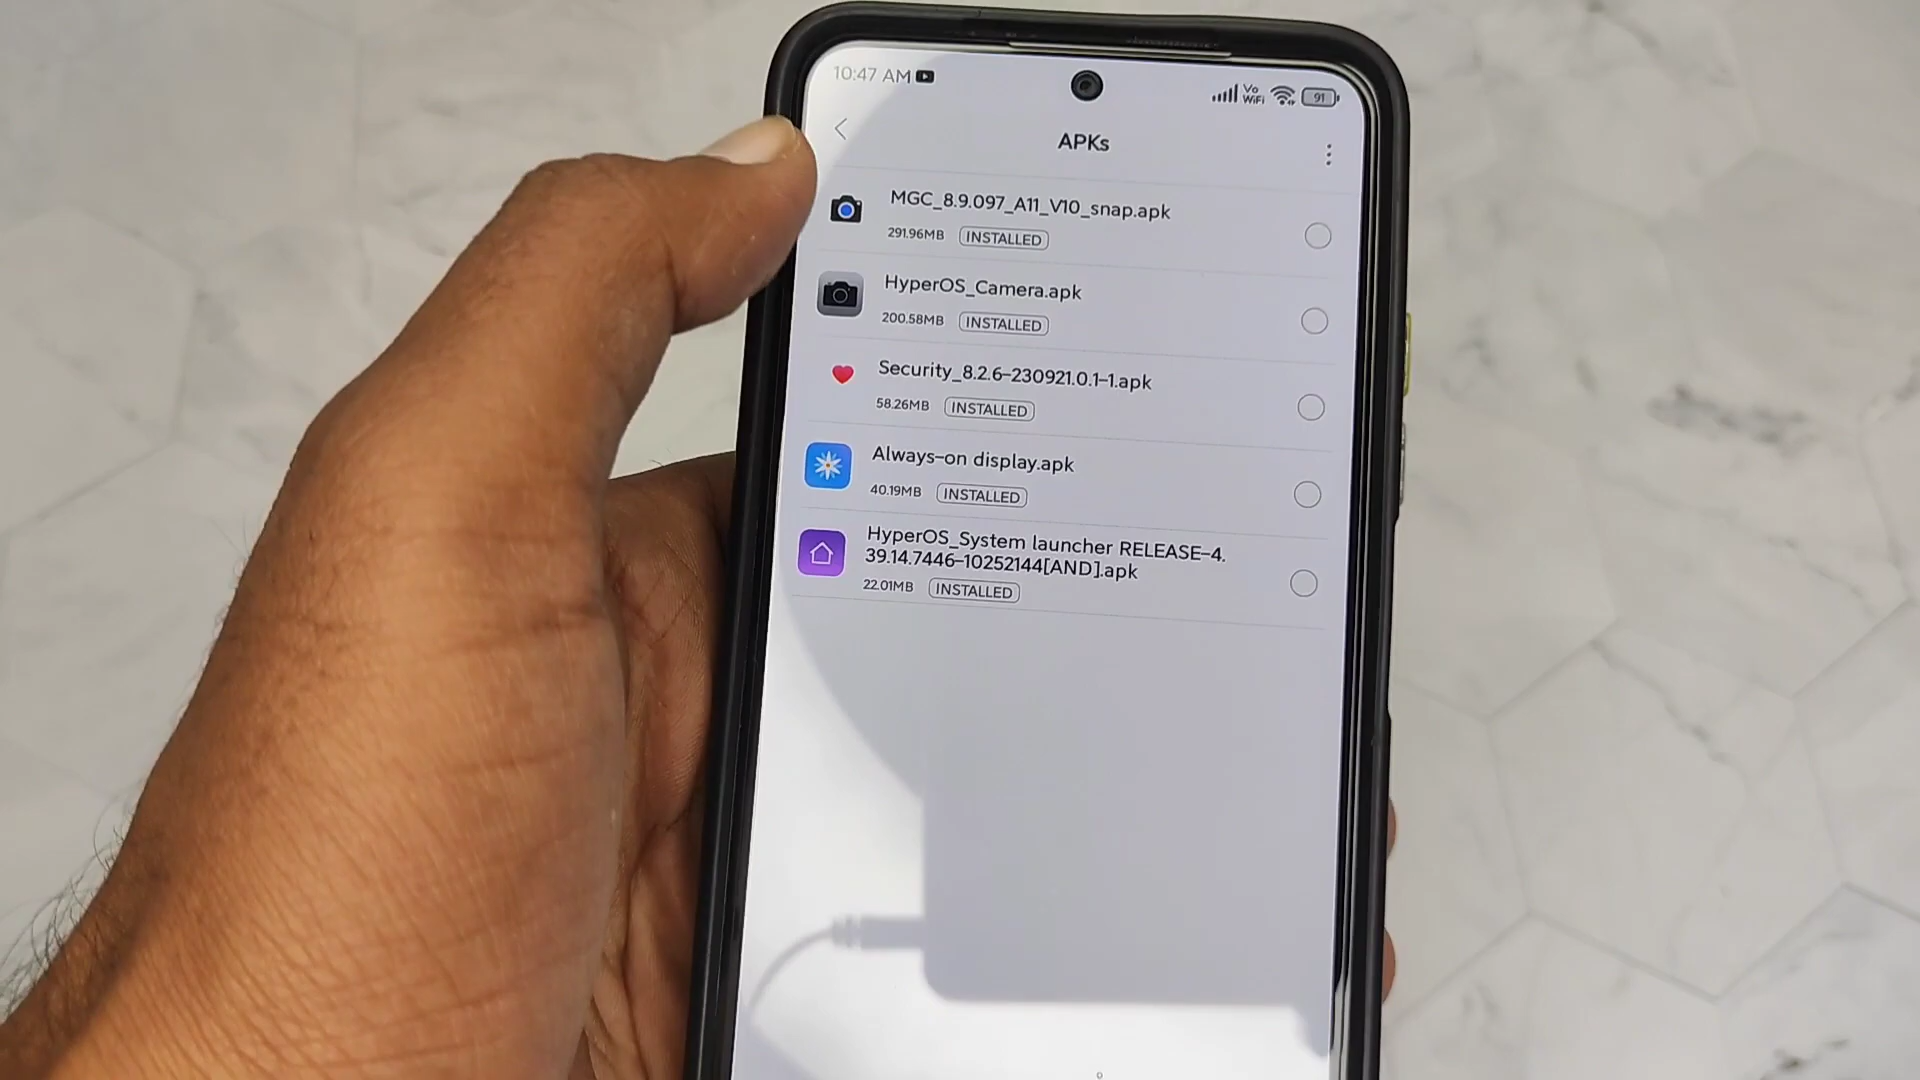 10:47 AM
Vo
WiFi
91
APKs
MGC_8.9.097_A11_V10_snap.apk
291.96MB INSTALLED
HyperOS_Camera.apk
200.58MB INSTALLED
Security_8.2.6-230921.0.1-1.apk
58.26MB INSTALLED
Always-on display.apk
40.19MB INSTALLED
HyperOS_System launcher RELEASE-4.
39.14.7446-10252144[AND].apk
22.01MB INSTALLED